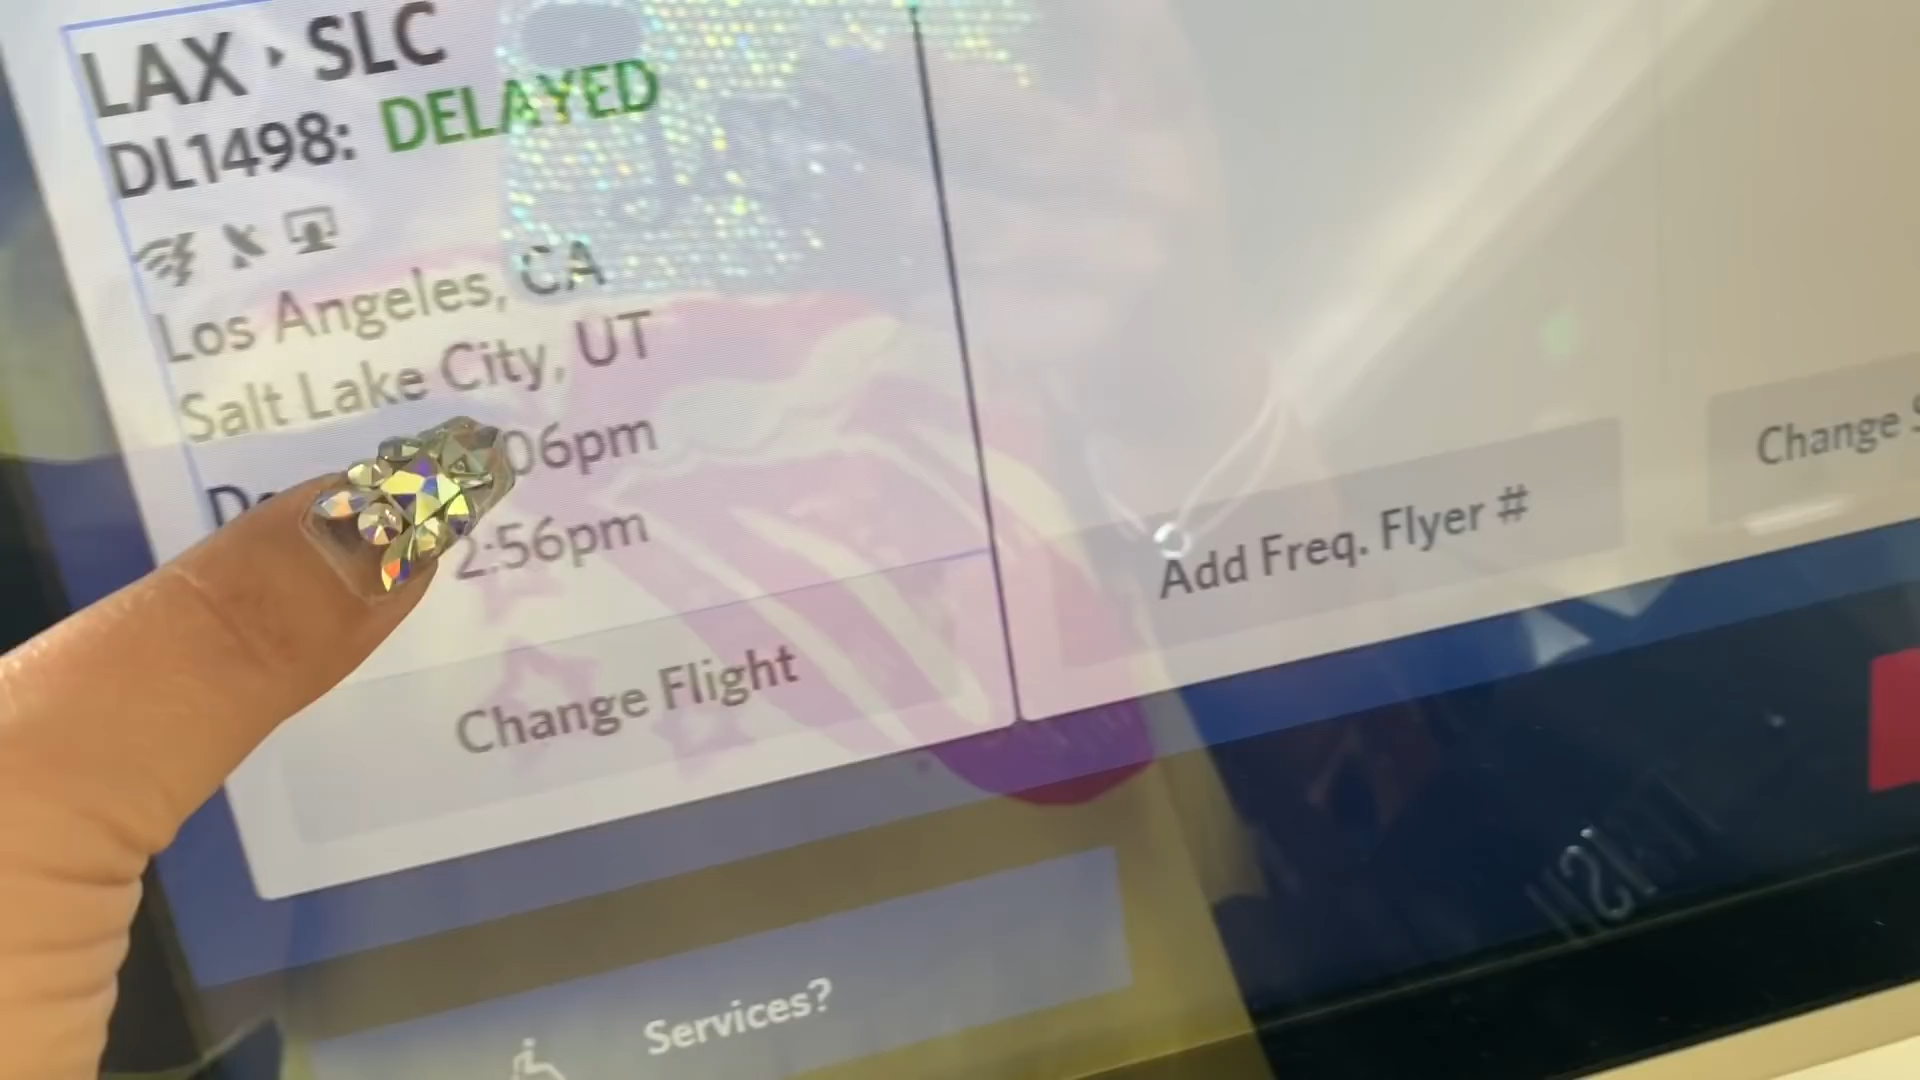 LAX ▸ SLC
DL1498: DELAYED
Los Angeles, CA
Salt Lake City, UT
06pm
2:56pm
Change Flight
Add Freq. Flyer #
Change
Services?